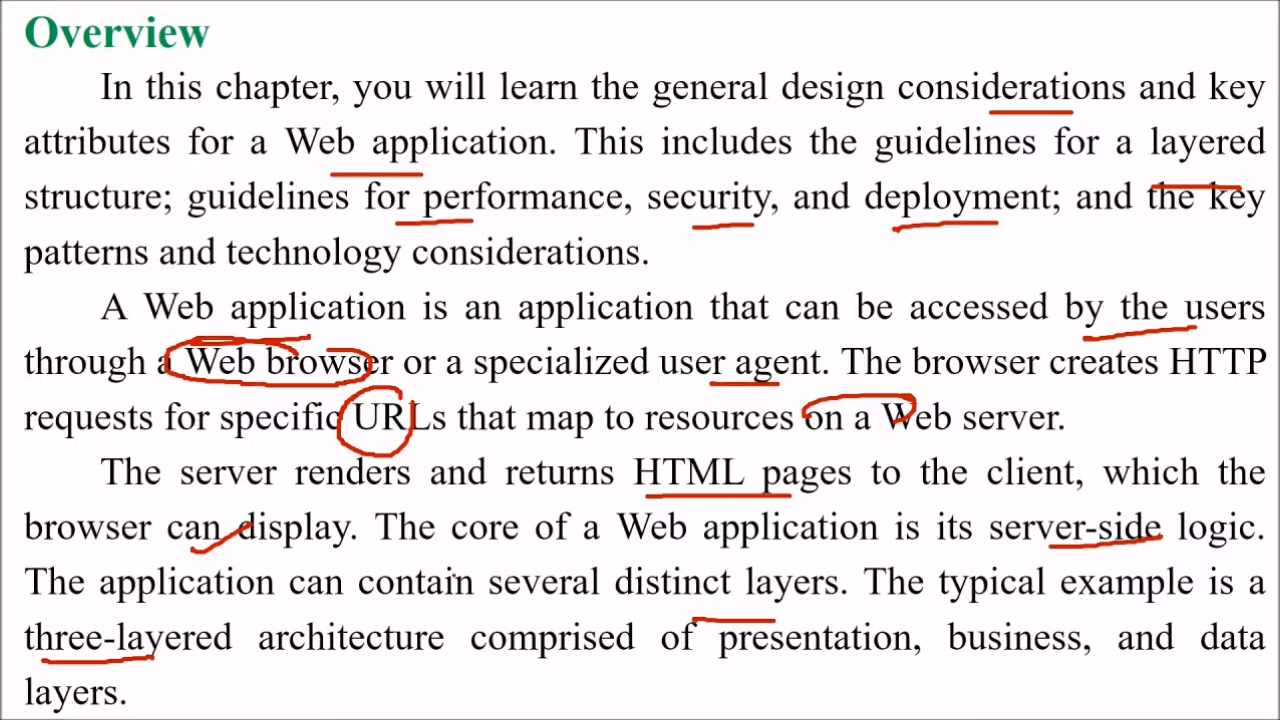 Overview
In this chapter, you will learn the general design considerations and key
attributes for a Web application. This includes the guidelines for a layered
structure; guidelines for performance, security, and deployment; and the key
patterns and technology considerations.
A Web application is an application that can be accessed by the users
through a Web browser or a specialized user agent. The browser creates HTTP
requests for specific URLs that map to resources on a Web server.
The server renders and returns HTML pages to the client, which the
browser can display. The core of a Web application is its server-side logic.
The application can contain several distinct layers. The typical example is a
three-layered architecture comprised of presentation, business, and data
layers.